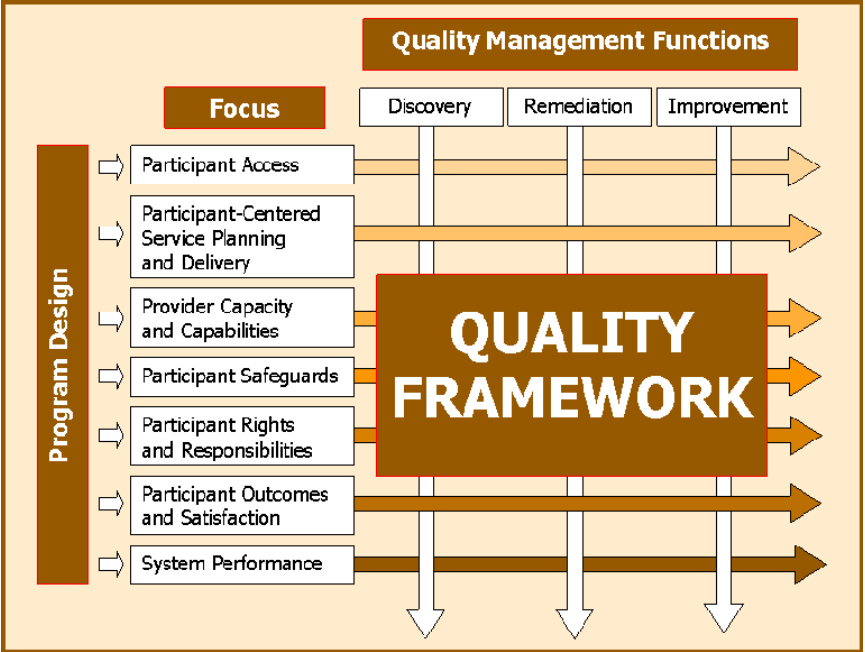 Quality Management Functions
Focus
Discovery
Remediation
Improvement
Program Design
Participant Access
Participant-Centered
Service Planning
and Delivery
Provider Capacity
and Capabilities
Participant Safeguards
Participant Rights
and Responsibilities
Participant Outcomes
and Satisfaction
System Performance
QUALITY
FRAMEWORK